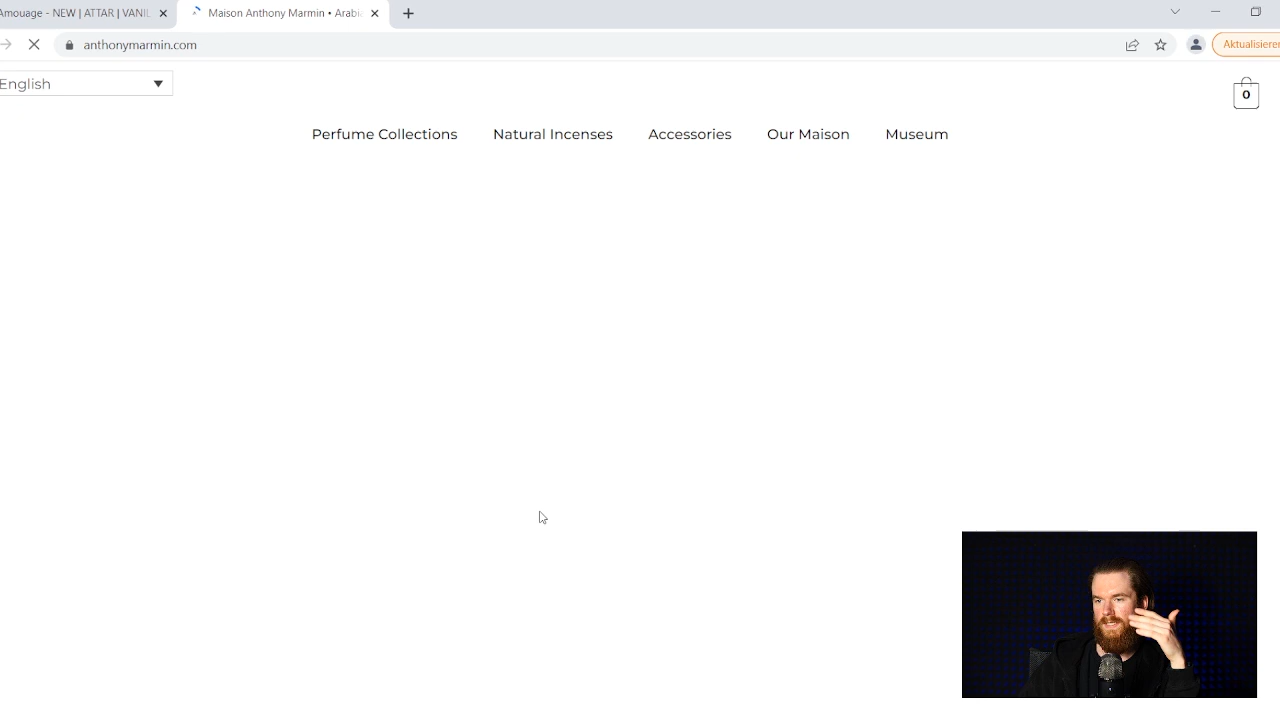 Amouage - NEW | ATTAR | VANIL
Maison Anthony Marmin • Arabi
anthonymarmin.com
Aktualisieren
English
0
Perfume Collections
Natural Incenses
Accessories
Our Maison
Museum